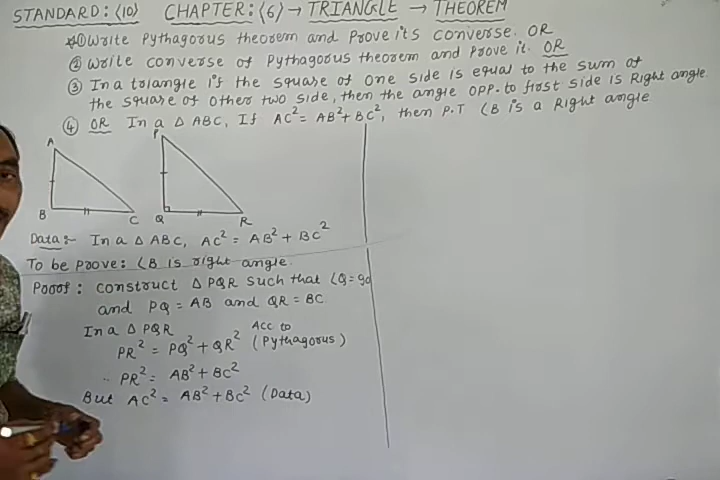 STANDARD: (10) CHAPTER: (6) → TRIANGLE → THEOREM
① Write Pythagorus theorem and Prove it's converse. OR
② Write converse of Pythagorus theorem and Prove it. OR
③ In a triangle if the square of one side is equal to the sum of
the square of other two side, then the angle opp. to first side is Right angle.
④ OR In a △ ABC, If AC² = AB² + BC², then P.T ∠B is a Right angle
A
B
C
P
Q
R
Data:- In a △ ABC, AC² = AB² + BC²
To be prove: ∠B is right angle.
Proof: construct △ PQR such that ∠Q = 90
and PQ = AB and QR = BC
In a △ PQR
PR² = PQ² + QR² (Acc to Pythagorus)
∴ PR² = AB² + BC²
But AC² = AB² + BC² (Data)